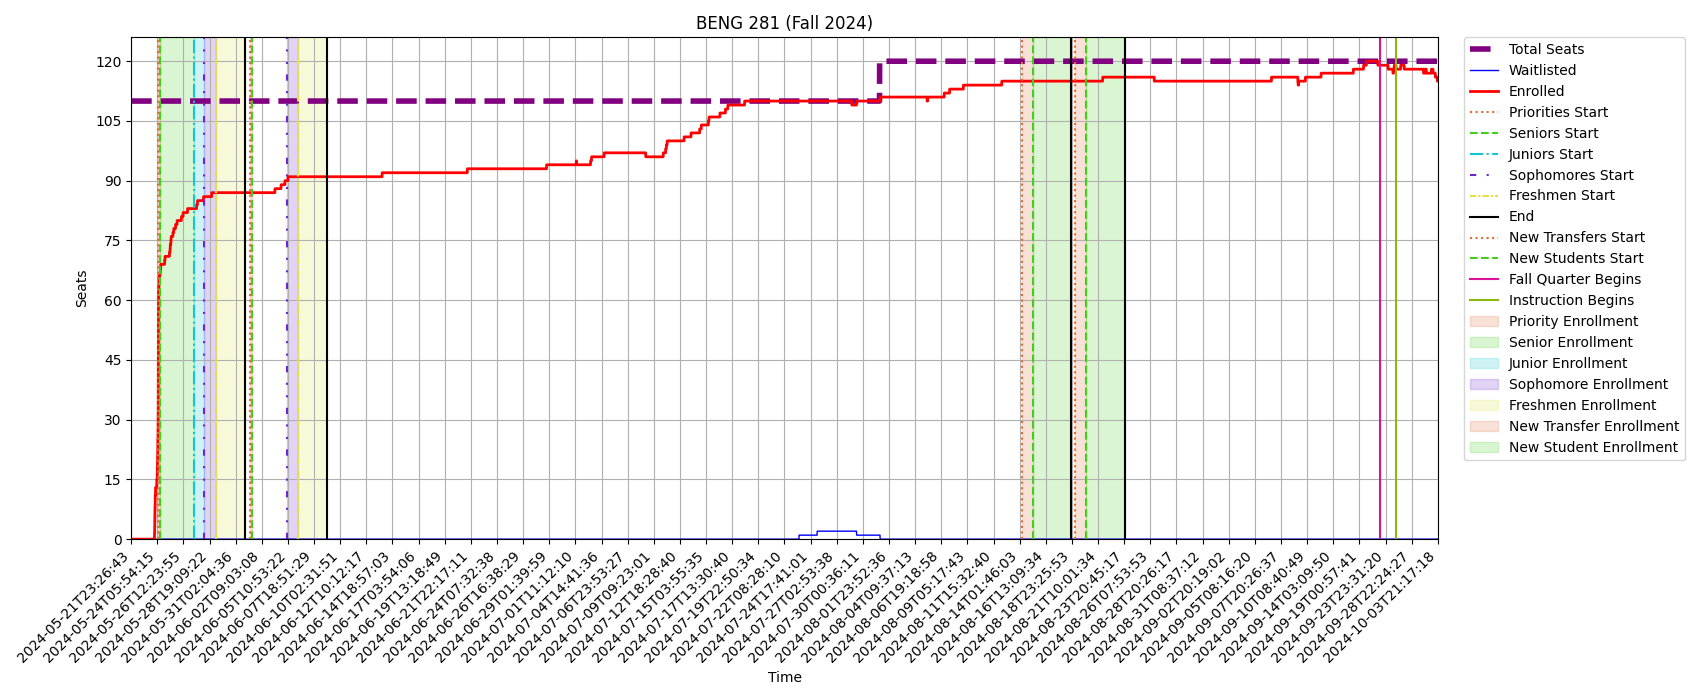 BENG 281 (Fall 2024)
Seats
120
105
90
75
60
45
30
15
0
2024-05-21T23:26:43
2024-05-24T05:54:15
2024-05-26T12:23:55
2024-05-28T19:09:22
2024-05-31T02:04:36
2024-06-02T09:03:08
2024-06-05T10:53:22
2024-06-07T18:51:29
2024-06-10T02:31:51
2024-06-12T10:12:17
2024-06-14T18:57:03
2024-06-17T03:54:06
2024-06-19T13:18:49
2024-06-21T22:17:11
2024-06-24T07:32:38
2024-06-26T16:38:29
2024-06-29T01:39:59
2024-07-01T11:12:10
2024-07-04T14:41:36
2024-07-06T23:53:27
2024-07-09T09:23:01
2024-07-12T18:28:40
2024-07-15T03:55:35
2024-07-17T13:30:40
2024-07-19T22:50:34
2024-07-22T08:28:10
2024-07-24T17:41:01
2024-07-27T02:53:38
2024-07-30T00:36:11
2024-08-01T23:52:36
2024-08-04T09:37:13
2024-08-06T19:18:58
2024-08-09T05:17:43
2024-08-11T15:32:40
2024-08-14T01:46:03
2024-08-16T13:09:34
2024-08-18T23:25:53
2024-08-21T10:01:34
2024-08-23T20:45:17
2024-08-26T07:53:53
2024-08-28T20:26:17
2024-08-31T08:37:12
2024-09-02T20:19:02
2024-09-05T08:16:20
2024-09-07T20:26:37
2024-09-10T08:40:49
2024-09-14T03:09:50
2024-09-19T00:57:41
2024-09-23T23:31:20
2024-09-28T22:24:27
2024-10-03T21:17:18
Time
Total Seats
Waitlisted
Enrolled
Priorities Start
Seniors Start
Juniors Start
Sophomores Start
Freshmen Start
End
New Transfers Start
New Students Start
Fall Quarter Begins
Instruction Begins
Priority Enrollment
Senior Enrollment
Junior Enrollment
Sophomore Enrollment
Freshmen Enrollment
New Transfer Enrollment
New Student Enrollment